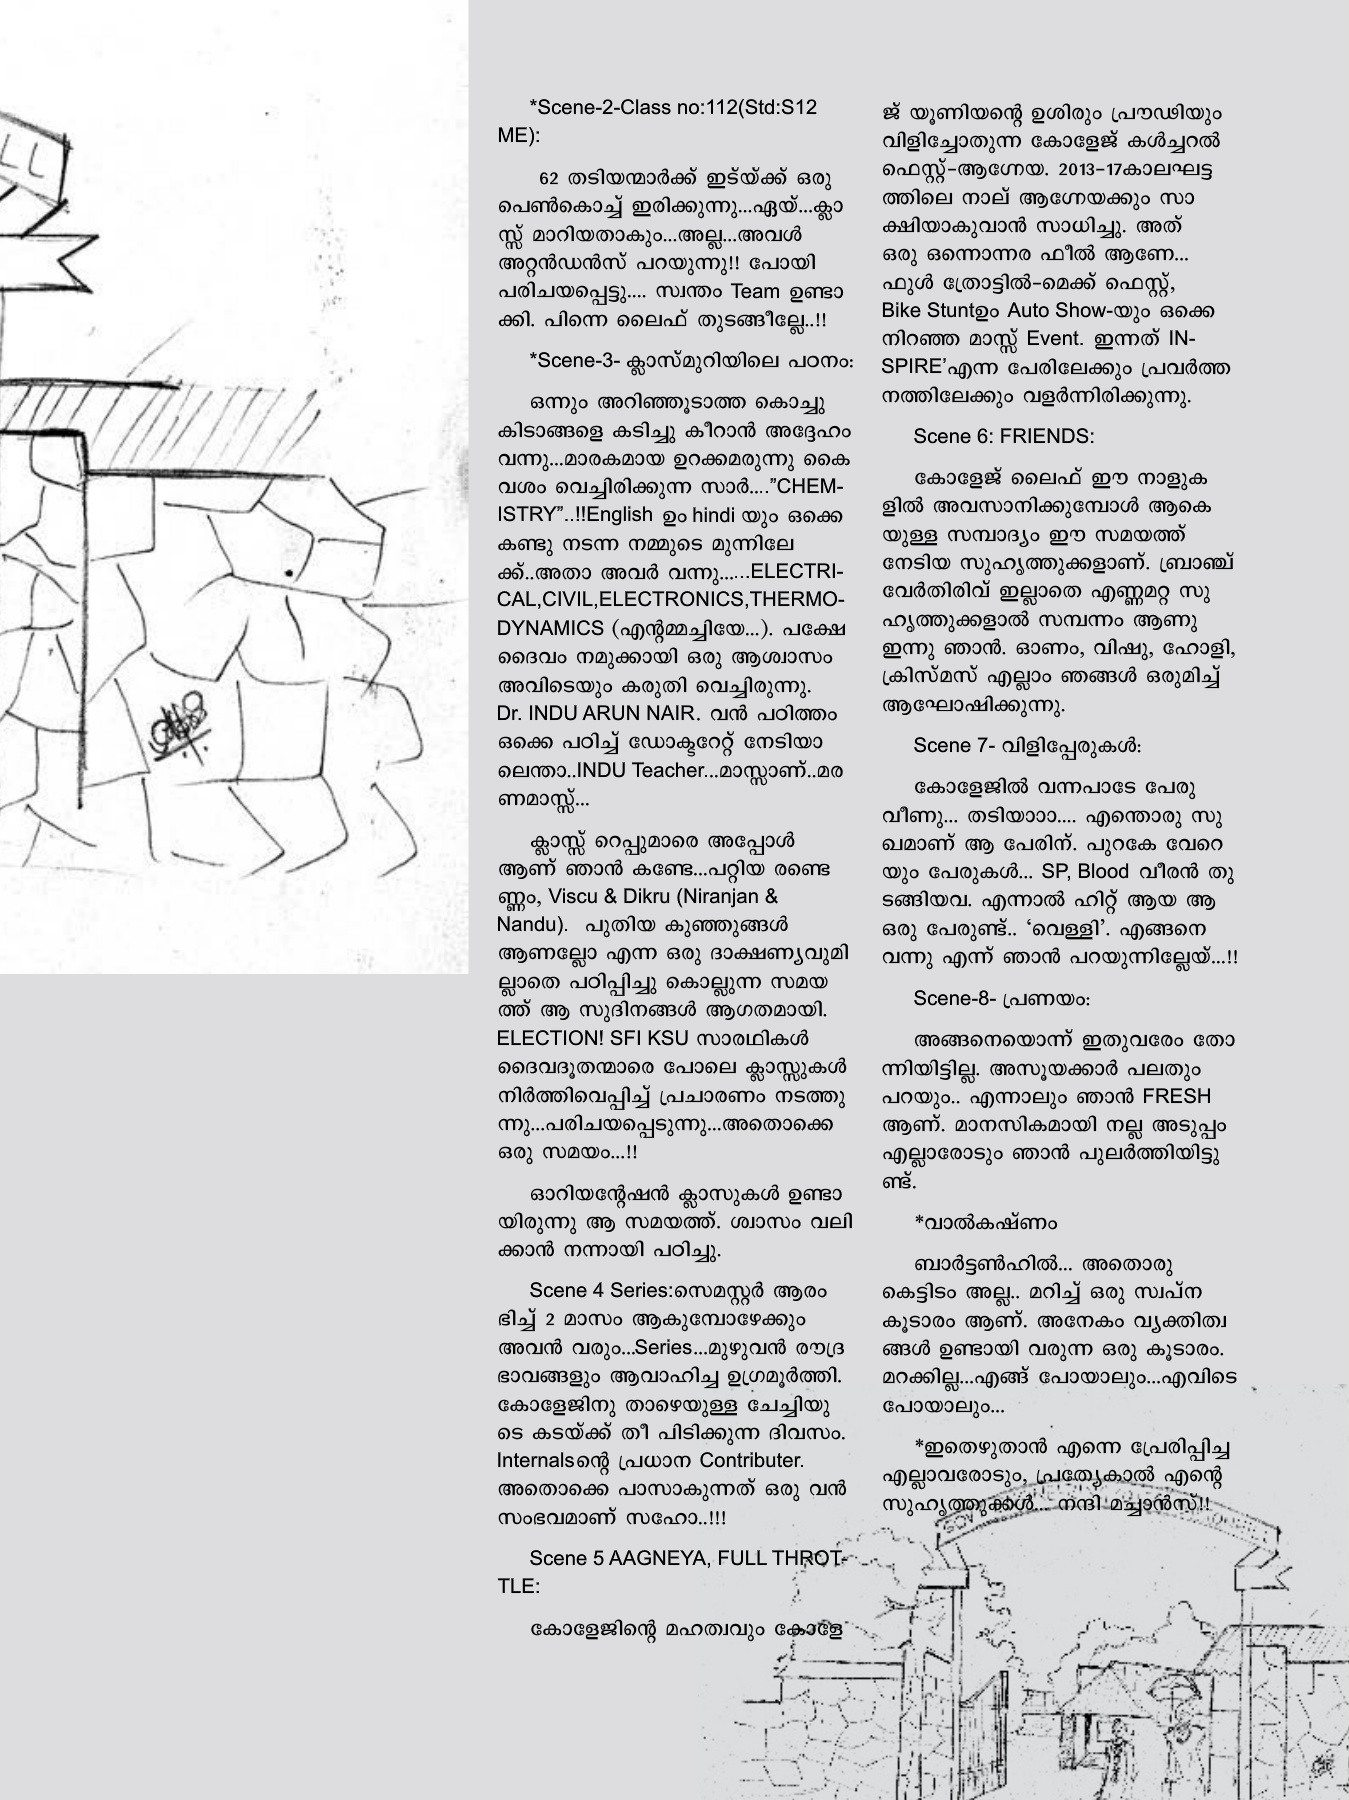 LL
*Scene-2-Class no:112(Std:S12
ME):
62 തടിയന്മാർക്ക് ഇട്യ്ക്ക് ഒരു
പെൺകൊച്ച് ഇരിക്കുന്നു...ഏയ്...ക്ലാ
സ്സ് മാറിയതാകും...അല്ല...അവൾ
അറ്റൻഡൻസ് പറയുന്നു!! പോയി
പരിചയപ്പെട്ടു.... സ്വന്തം Team ഉണ്ടാ
ക്കി. പിന്നെ ലൈഫ് തുടങ്ങീല്ലേ..!!
*Scene-3- ക്ലാസ്മുറിയിലെ പഠനം:
ഒന്നും അറിഞ്ഞൂടാത്ത കൊച്ചു
കിടാങ്ങളെ കടിച്ചു കീറാൻ അദ്ദേഹം
വന്നു...മാരകമായ ഉറക്കമരുന്നു കൈ
വശം വെച്ചിരിക്കുന്ന സാർ....”CHEM-
ISTRY”..!!English ഉം hindi യും ഒക്കെ
കണ്ടു നടന്ന നമ്മുടെ മുന്നിലേ
ക്ക്..അതാ അവർ വന്നു......ELECTRI-
CAL,CIVIL,ELECTRONICS,THERMO-
DYNAMICS (എന്റമ്മച്ചിയേ...). പക്ഷേ
ദൈവം നമുക്കായി ഒരു ആശ്വാസം
അവിടെയും കരുതി വെച്ചിരുന്നു.
Dr. INDU ARUN NAIR. വൻ പഠിത്തം
ഒക്കെ പഠിച്ച് ഡോക്ടറേറ്റ് നേടിയാ
ലെന്താ..INDU Teacher...മാസ്സാണ്..മര
ണമാസ്സ്...
ക്ലാസ്സ് റെപ്പുമാരെ അപ്പോൾ
ആണ് ഞാൻ കണ്ടേ...പറ്റിയ രണ്ടെ
ണ്ണം, Viscu & Dikru (Niranjan &
Nandu). പുതിയ കുഞ്ഞുങ്ങൾ
ആണല്ലോ എന്ന ഒരു ദാക്ഷണ്യവുമി
ല്ലാതെ പഠിപ്പിച്ചു കൊല്ലുന്ന സമയ
ത്ത് ആ സുദിനങ്ങൾ ആഗതമായി.
ELECTION! SFI KSU സാരഥികൾ
ദൈവദൂതന്മാരെ പോലെ ക്ലാസ്സുകൾ
നിർത്തിവെപ്പിച്ച് പ്രചാരണം നടത്തു
ന്നു...പരിചയപ്പെടുന്നു...അതൊക്കെ
ഒരു സമയം...!!
ഓറിയന്റേഷൻ ക്ലാസുകൾ ഉണ്ടാ
യിരുന്നു ആ സമയത്ത്. ശ്വാസം വലി
ക്കാൻ നന്നായി പഠിച്ചു.
Scene 4 Series:സെമസ്റ്റർ ആരം
ഭിച്ച് 2 മാസം ആകുമ്പോഴേക്കും
അവൻ വരും...Series...മുഴുവൻ രൗദ്ര
ഭാവങ്ങളും ആവാഹിച്ച ഉഗ്രമൂർത്തി.
കോളേജിനു താഴെയുള്ള ചേച്ചിയു
ടെ കടയ്ക്ക് തീ പിടിക്കുന്ന ദിവസം.
Internalsന്റെ പ്രധാന Contributer.
അതൊക്കെ പാസാകുന്നത് ഒരു വൻ
സംഭവമാണ് സഹോ..!!!
Scene 5 AAGNEYA, FULL THROT-
TLE:
കോളേജിന്റെ മഹത്വവും കോളേ
ജ് യൂണിയന്റെ ഉശിരും പ്രൗഢിയും
വിളിച്ചോതുന്ന കോളേജ് കൾച്ചറൽ
ഫെസ്റ്റ്-ആഗ്നേയ. 2013-17കാലഘട്ട
ത്തിലെ നാല് ആഗ്നേയക്കും സാ
ക്ഷിയാകുവാൻ സാധിച്ചു. അത്
ഒരു ഒന്നൊന്നര ഫീൽ ആണേ...
ഫുൾ ത്രോട്ടിൽ-മെക്ക് ഫെസ്റ്റ്,
Bike Stuntഉം Auto Show-യും ഒക്കെ
നിറഞ്ഞ മാസ്സ് Event. ഇന്നത് IN-
SPIRE’എന്ന പേരിലേക്കും പ്രവർത്ത
നത്തിലേക്കും വളർന്നിരിക്കുന്നു.
Scene 6: FRIENDS:
കോളേജ് ലൈഫ് ഈ നാളുക
ളിൽ അവസാനിക്കുമ്പോൾ ആകെ
യുള്ള സമ്പാദ്യം ഈ സമയത്ത്
നേടിയ സുഹൃത്തുക്കളാണ്. ബ്രാഞ്ച്
വേർതിരിവ് ഇല്ലാതെ എണ്ണമറ്റ സു
ഹൃത്തുക്കളാൽ സമ്പന്നം ആണു
ഇന്നു ഞാൻ. ഓണം, വിഷു, ഹോളി,
ക്രിസ്മസ് എല്ലാം ഞങ്ങൾ ഒരുമിച്ച്
ആഘോഷിക്കുന്നു.
Scene 7- വിളിപ്പേരുകൾ:
കോളേജിൽ വന്നപാടേ പേരു
വീണു... തടിയാാാ.... എന്തൊരു സു
ഖമാണ് ആ പേരിന്. പുറകേ വേറെ
യും പേരുകൾ... SP, Blood വീരൻ തു
ടങ്ങിയവ. എന്നാൽ ഹിറ്റ് ആയ ആ
ഒരു പേരുണ്ട്.. ‘വെള്ളി’. എങ്ങനെ
വന്നു എന്ന് ഞാൻ പറയുന്നില്ലേയ്...!!
Scene-8- പ്രണയം:
അങ്ങനെയൊന്ന് ഇതുവരേം തോ
ന്നിയിട്ടില്ല. അസൂയക്കാർ പലതും
പറയും.. എന്നാലും ഞാൻ FRESH
ആണ്. മാനസികമായി നല്ല അടുപ്പം
എല്ലാരോടും ഞാൻ പുലർത്തിയിട്ടു
ണ്ട്.
*വാൽകഷ്ണം
ബാർട്ടൺഹിൽ... അതൊരു
കെട്ടിടം അല്ല.. മറിച്ച് ഒരു സ്വപ്ന
കൂടാരം ആണ്. അനേകം വ്യക്തിത്വ
ങ്ങൾ ഉണ്ടായി വരുന്ന ഒരു കൂടാരം.
മറക്കില്ല...എങ്ങ് പോയാലും...എവിടെ
പോയാലും...
*ഇതെഴുതാൻ എന്നെ പ്രേരിപ്പിച്ച
എല്ലാവരോടും, പ്രത്യേകാൽ എന്റെ
സുഹൃത്തുക്കൾ... നന്ദി മച്ചാൻസ്!!